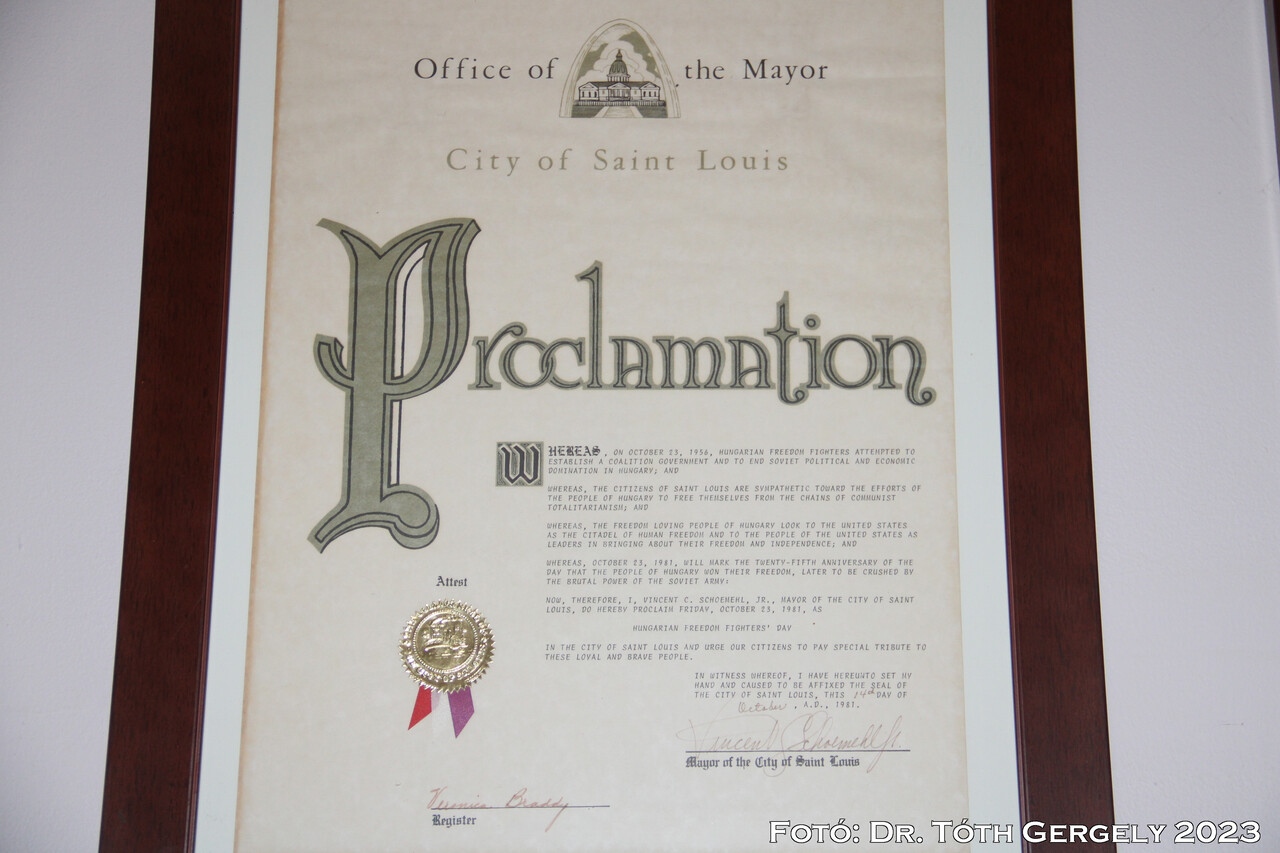 Office of the Mayor
City of Saint Louis
Proclamation
WHEREAS, ON OCTOBER 23, 1956, HUNGARIAN FREEDOM FIGHTERS ATTEMPTED TO
ESTABLISH A COALITION GOVERNMENT AND TO END SOVIET POLITICAL AND ECONOMIC
DOMINATION IN HUNGARY; AND
WHEREAS, THE CITIZENS OF SAINT LOUIS ARE SYMPATHETIC TOWARD THE EFFORTS OF
THE PEOPLE OF HUNGARY TO FREE THEMSELVES FROM THE CHAINS OF COMMUNIST
TOTALITARIANISM; AND
WHEREAS, THE FREEDOM LOVING PEOPLE OF HUNGARY LOOK TO THE UNITED STATES
AS THE CITADEL OF HUMAN FREEDOM AND TO THE PEOPLE OF THE UNITED STATES AS
LEADERS IN BRINGING ABOUT THEIR FREEDOM AND INDEPENDENCE; AND
WHEREAS, OCTOBER 23, 1981, WILL MARK THE TWENTY-FIFTH ANNIVERSARY OF THE
DAY THAT THE PEOPLE OF HUNGARY WON THEIR FREEDOM, LATER TO BE CRUSHED BY
THE BRUTAL POWER OF THE SOVIET ARMY:
NOW, THEREFORE, I, VINCENT C. SCHOEMEHL, JR., MAYOR OF THE CITY OF SAINT
LOUIS, DO HEREBY PROCLAIM FRIDAY, OCTOBER 23, 1981, AS
HUNGARIAN FREEDOM FIGHTERS' DAY
IN THE CITY OF SAINT LOUIS AND URGE OUR CITIZENS TO PAY SPECIAL TRIBUTE TO
THESE LOYAL AND BRAVE PEOPLE.
IN WITNESS WHEREOF, I HAVE HEREUNTO SET MY
HAND AND CAUSED TO BE AFFIXED THE SEAL OF
THE CITY OF SAINT LOUIS, THIS 14th DAY OF
October, A.D., 1981.
Vincent Schoemehl Jr.
Mayor of the City of Saint Louis
Attest
Veronica Braddy
Register
FOTÓ: DR. TÓTH GERGELY 2023